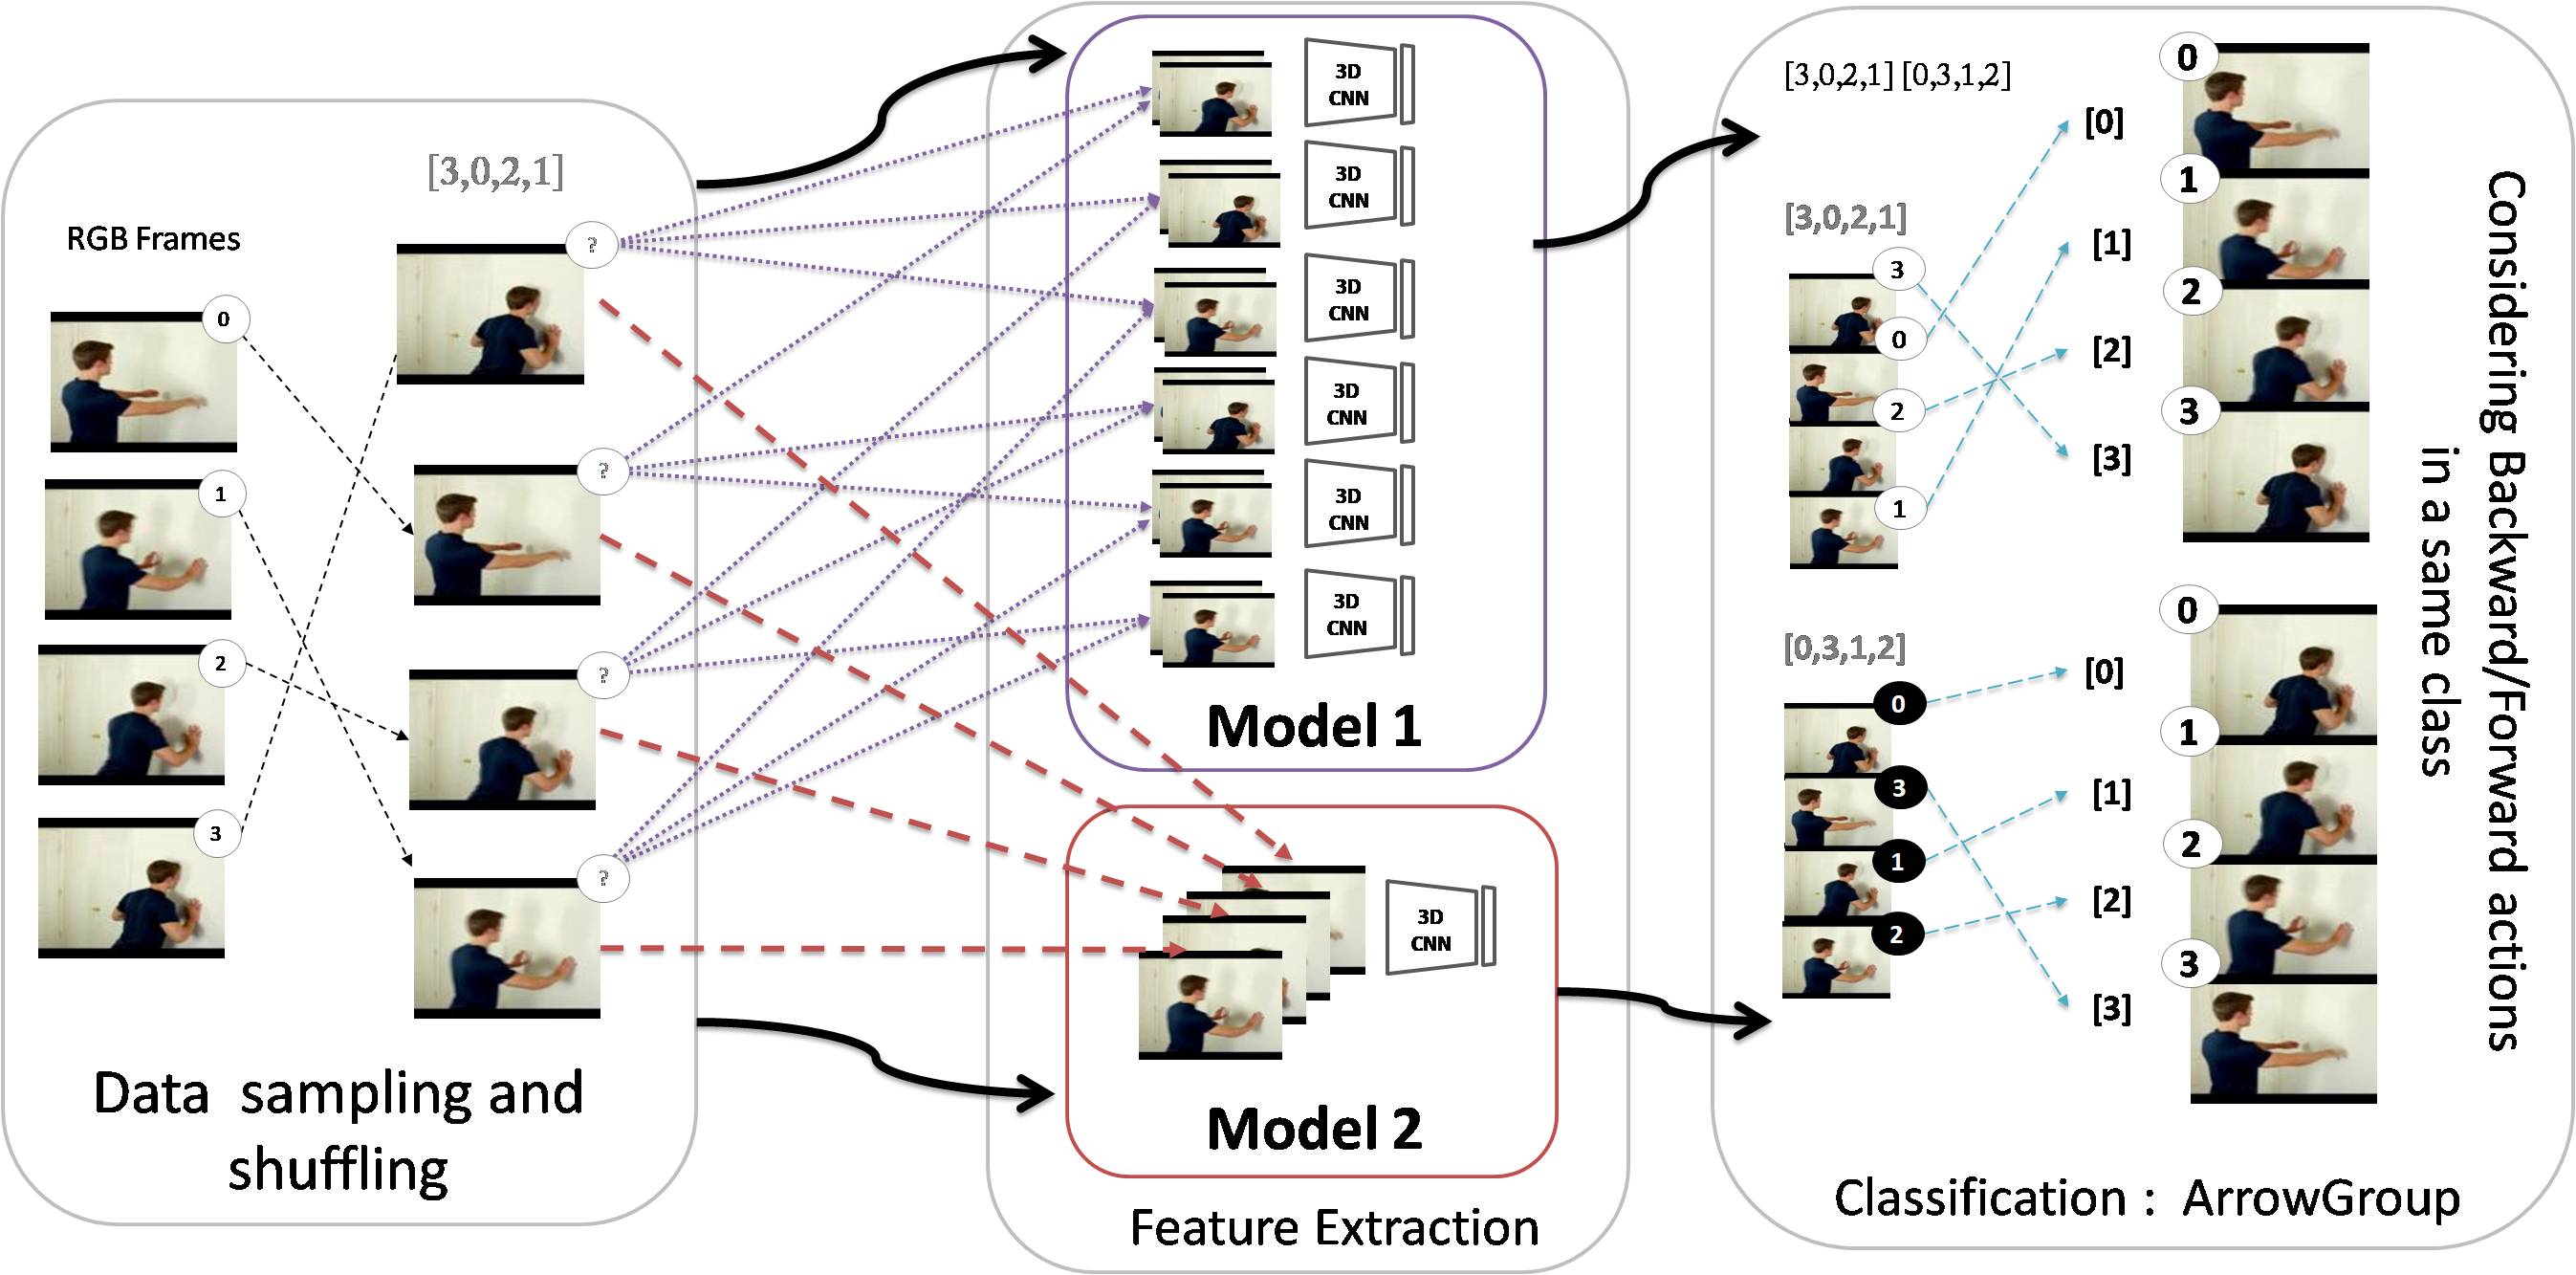 [3,0,2,1]
RGB Frames
0
1
2
3
?
?
?
?
Data sampling and
shuffling
3D
CNN
3D
CNN
3D
CNN
3D
CNN
3D
CNN
3D
CNN
Model 1
3D
CNN
Model 2
Feature Extraction
[3,0,2,1] [0,3,1,2]
[3,0,2,1]
3
0
2
1
[0]
[1]
[2]
[3]
0
1
2
3
[0,3,1,2]
0
3
1
2
[0]
[1]
[2]
[3]
0
1
2
3
Considering Backward/Forward actions
in a same class
Classification : ArrowGroup